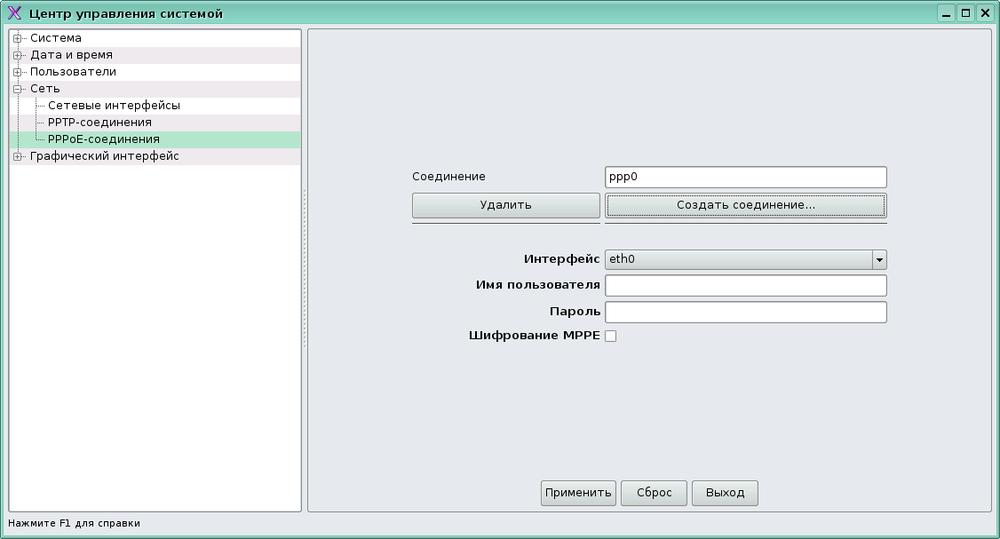 Центр управления системой
Система
Дата и время
Пользователи
Сеть
Сетевые интерфейсы
PPTP-соединения
PPPoE-соединения
Графический интерфейс
Соединение ppp0
Удалить Создать соединение...
Интерфейс eth0
Имя пользователя
Пароль
Шифрование MPPE
Применить Сброс Выход
Нажмите F1 для справки